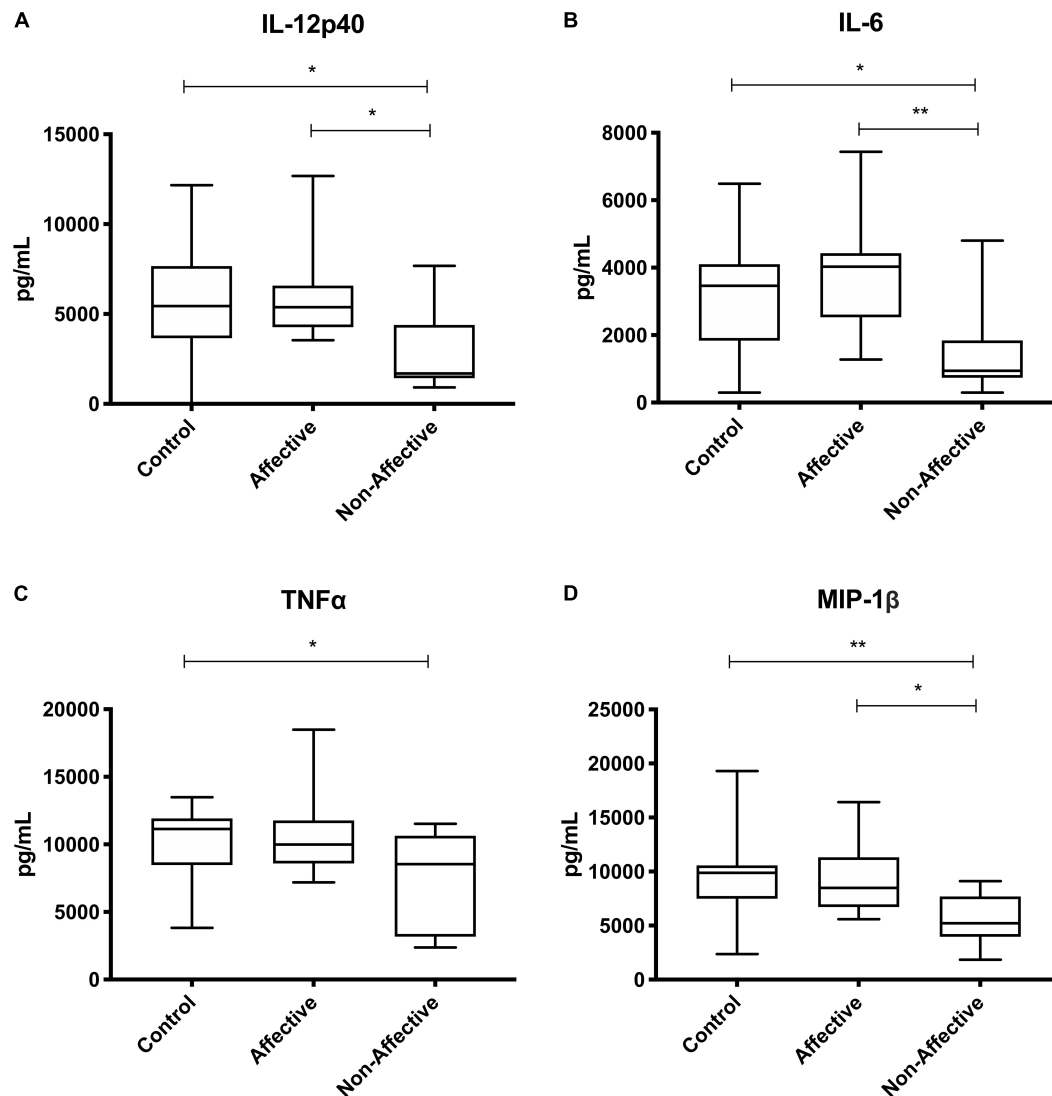 A
IL-12p40
*
*
15000
10000
5000
0
pg/mL
Control
Affective
Non-Affective
B
IL-6
*
**
8000
6000
4000
2000
0
pg/mL
Control
Affective
Non-Affective
C
TNFα
*
20000
15000
10000
5000
0
pg/mL
Control
Affective
Non-Affective
D
MIP-1β
**
*
25000
20000
15000
10000
5000
0
pg/mL
Control
Affective
Non-Affective